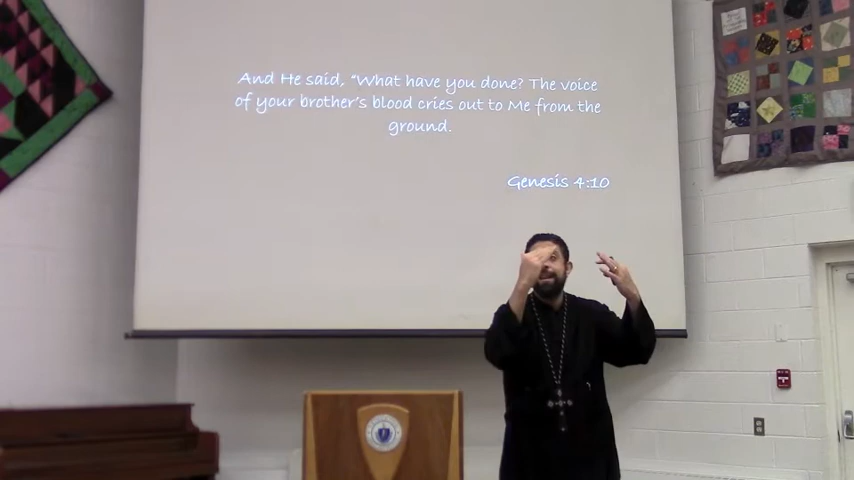 And He said, "What have you done? The voice
of your brother's blood cries out to Me from the
ground.
Genesis 4:10